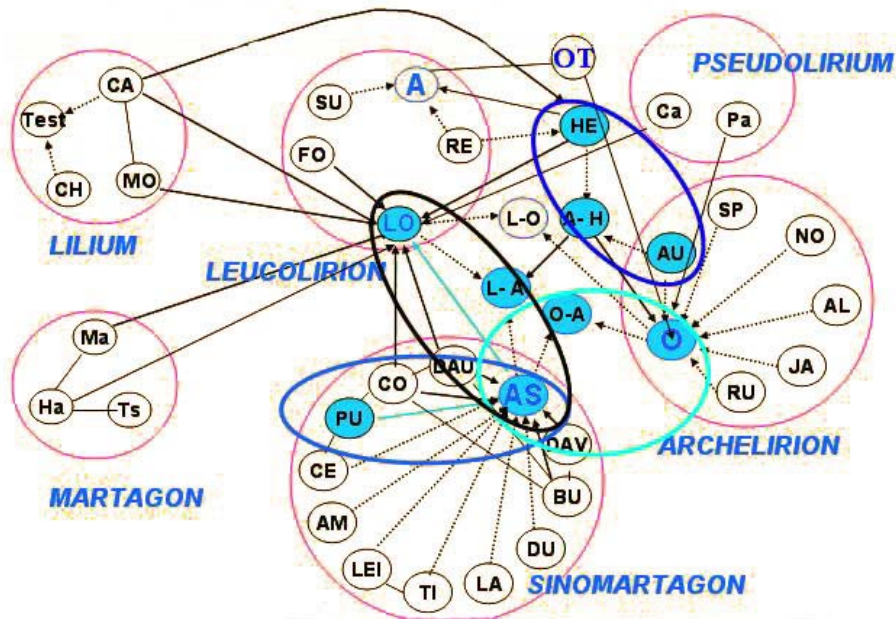 OT
PSEUDOLIRIUM
CA
A
SU
Test
Ca
Pa
HE
RE
FO
CH
MO
SP
LO
L-O
A-H
NO
LILIUM
AU
LEUCOLIRION
L-A
AL
O-A
Ma
O
DAU
JA
CO
AS
RU
Ha
Ts
PU
DAV
ARCHELIRION
CE
MARTAGON
BU
AM
DU
LEI
TI
LA
SINOMARTAGON